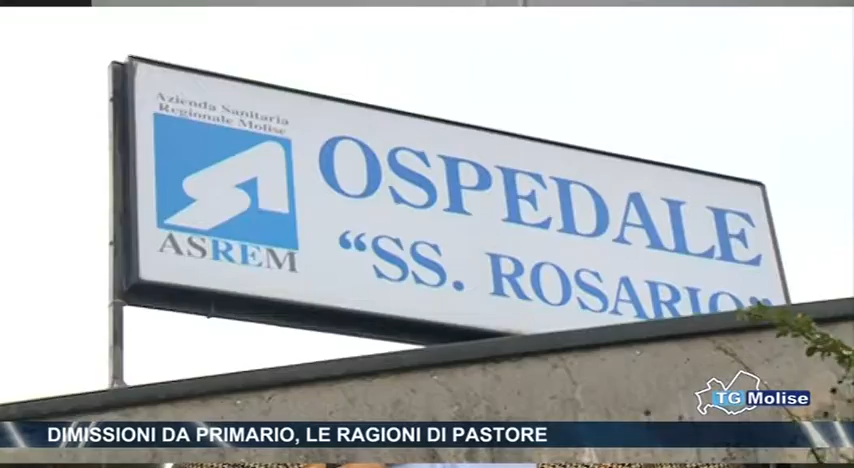 Azienda Sanitaria
Regionale Molise
ASREM
OSPEDALE
“SS. ROSARIO”
TG Molise
DIMISSIONI DA PRIMARIO, LE RAGIONI DI PASTORE